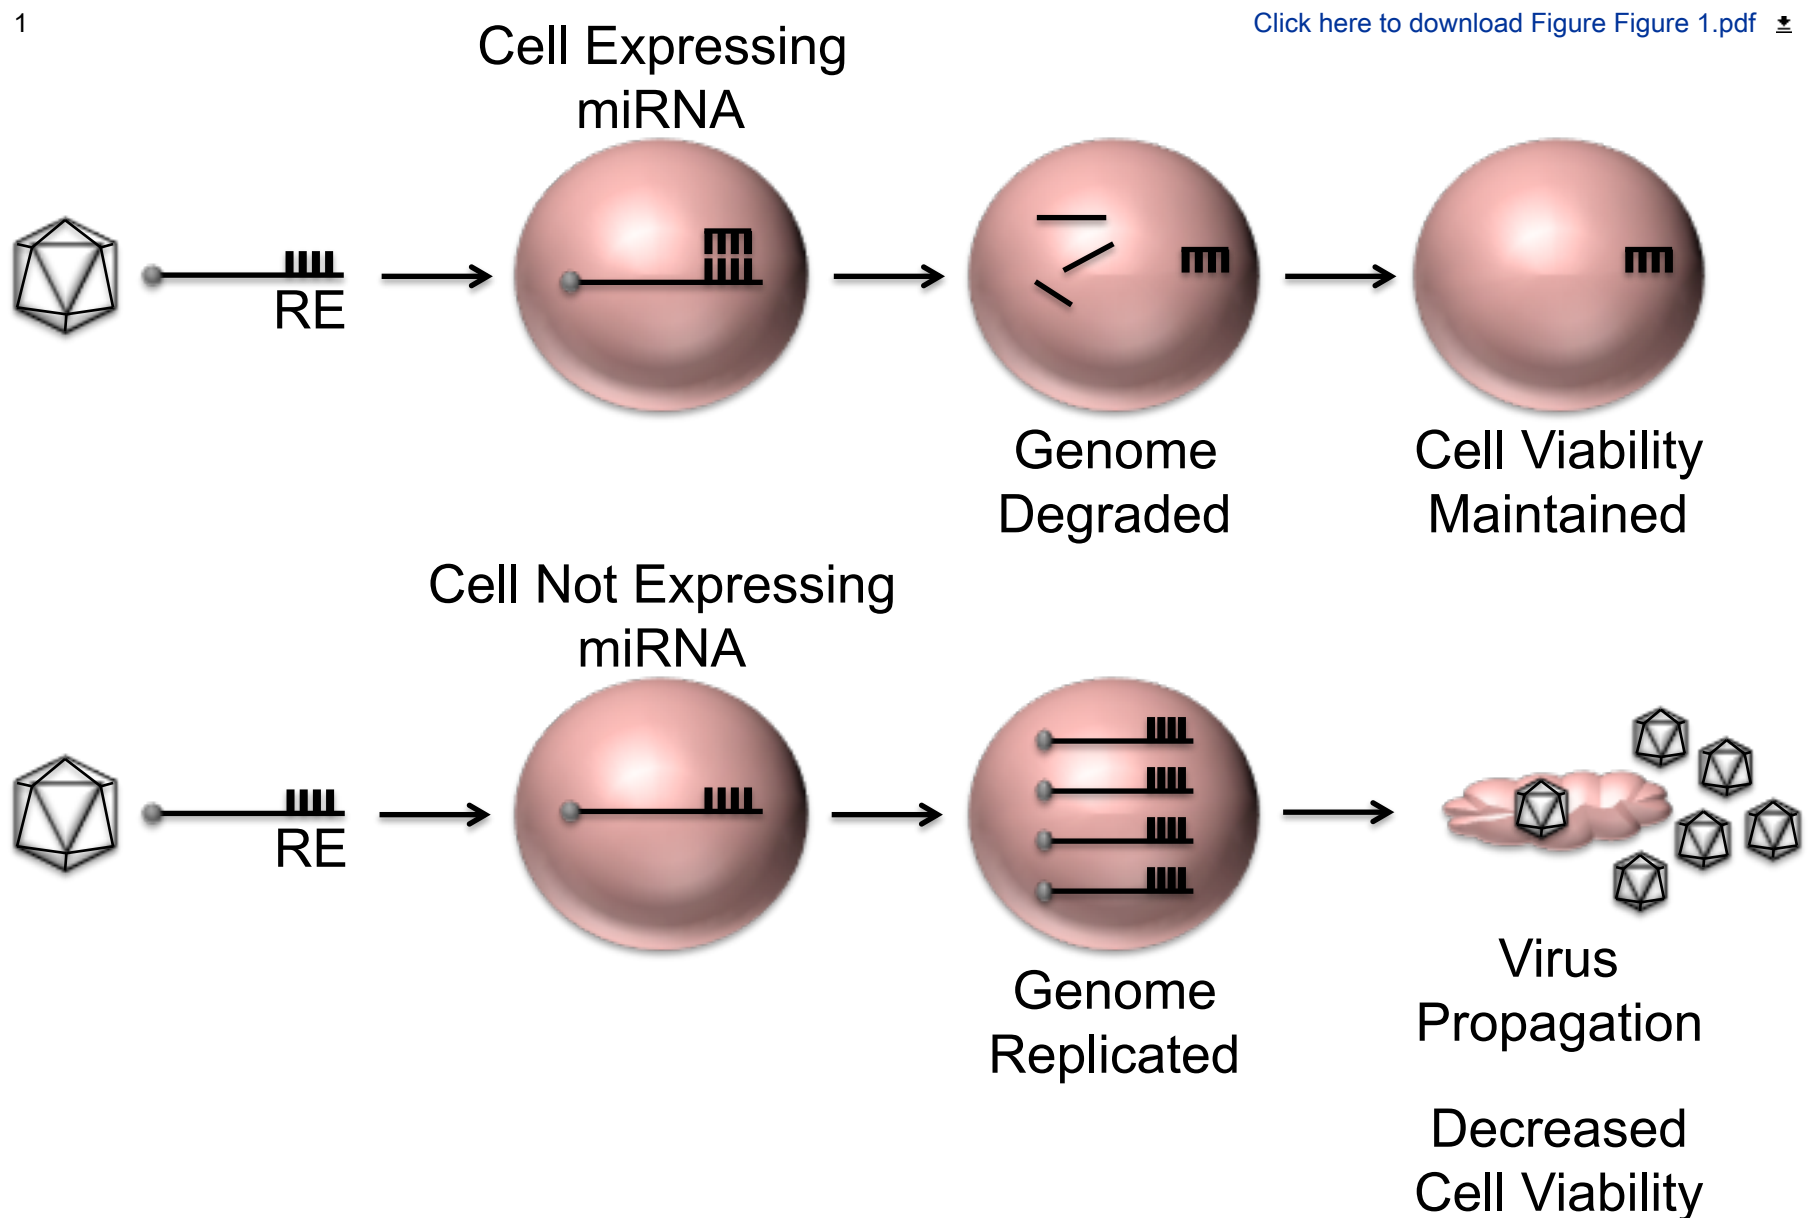 1
Click here to download Figure Figure 1.pdf
Cell Expressing
miRNA
RE
Genome
Degraded
Cell Viability
Maintained
Cell Not Expressing
miRNA
RE
Genome
Replicated
Virus
Propagation
Decreased
Cell Viability